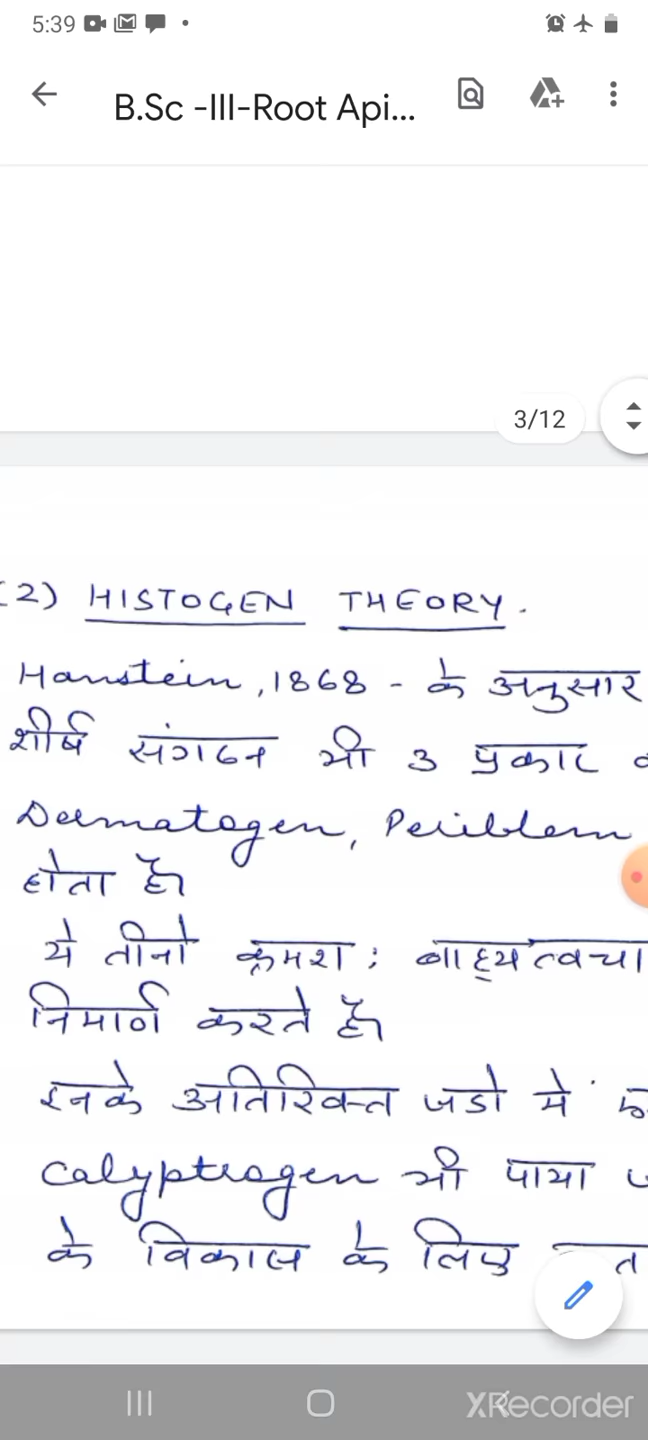 5:39
B.Sc -III-Root Api...
3/12
(2) HISTOGEN THEORY.
Hanstein, 1868 - के अनुसार
शीर्ष संगठन भी 3 प्रकार
Dermatogen, Periblem
होता है।
ये तीनो क्रमश: बाह्यत्वचा
निर्माण करते है।
इनके अतिरिक्त जडो मे
Calyptrogen भी पाया
के विकास के लिए
XRecorder